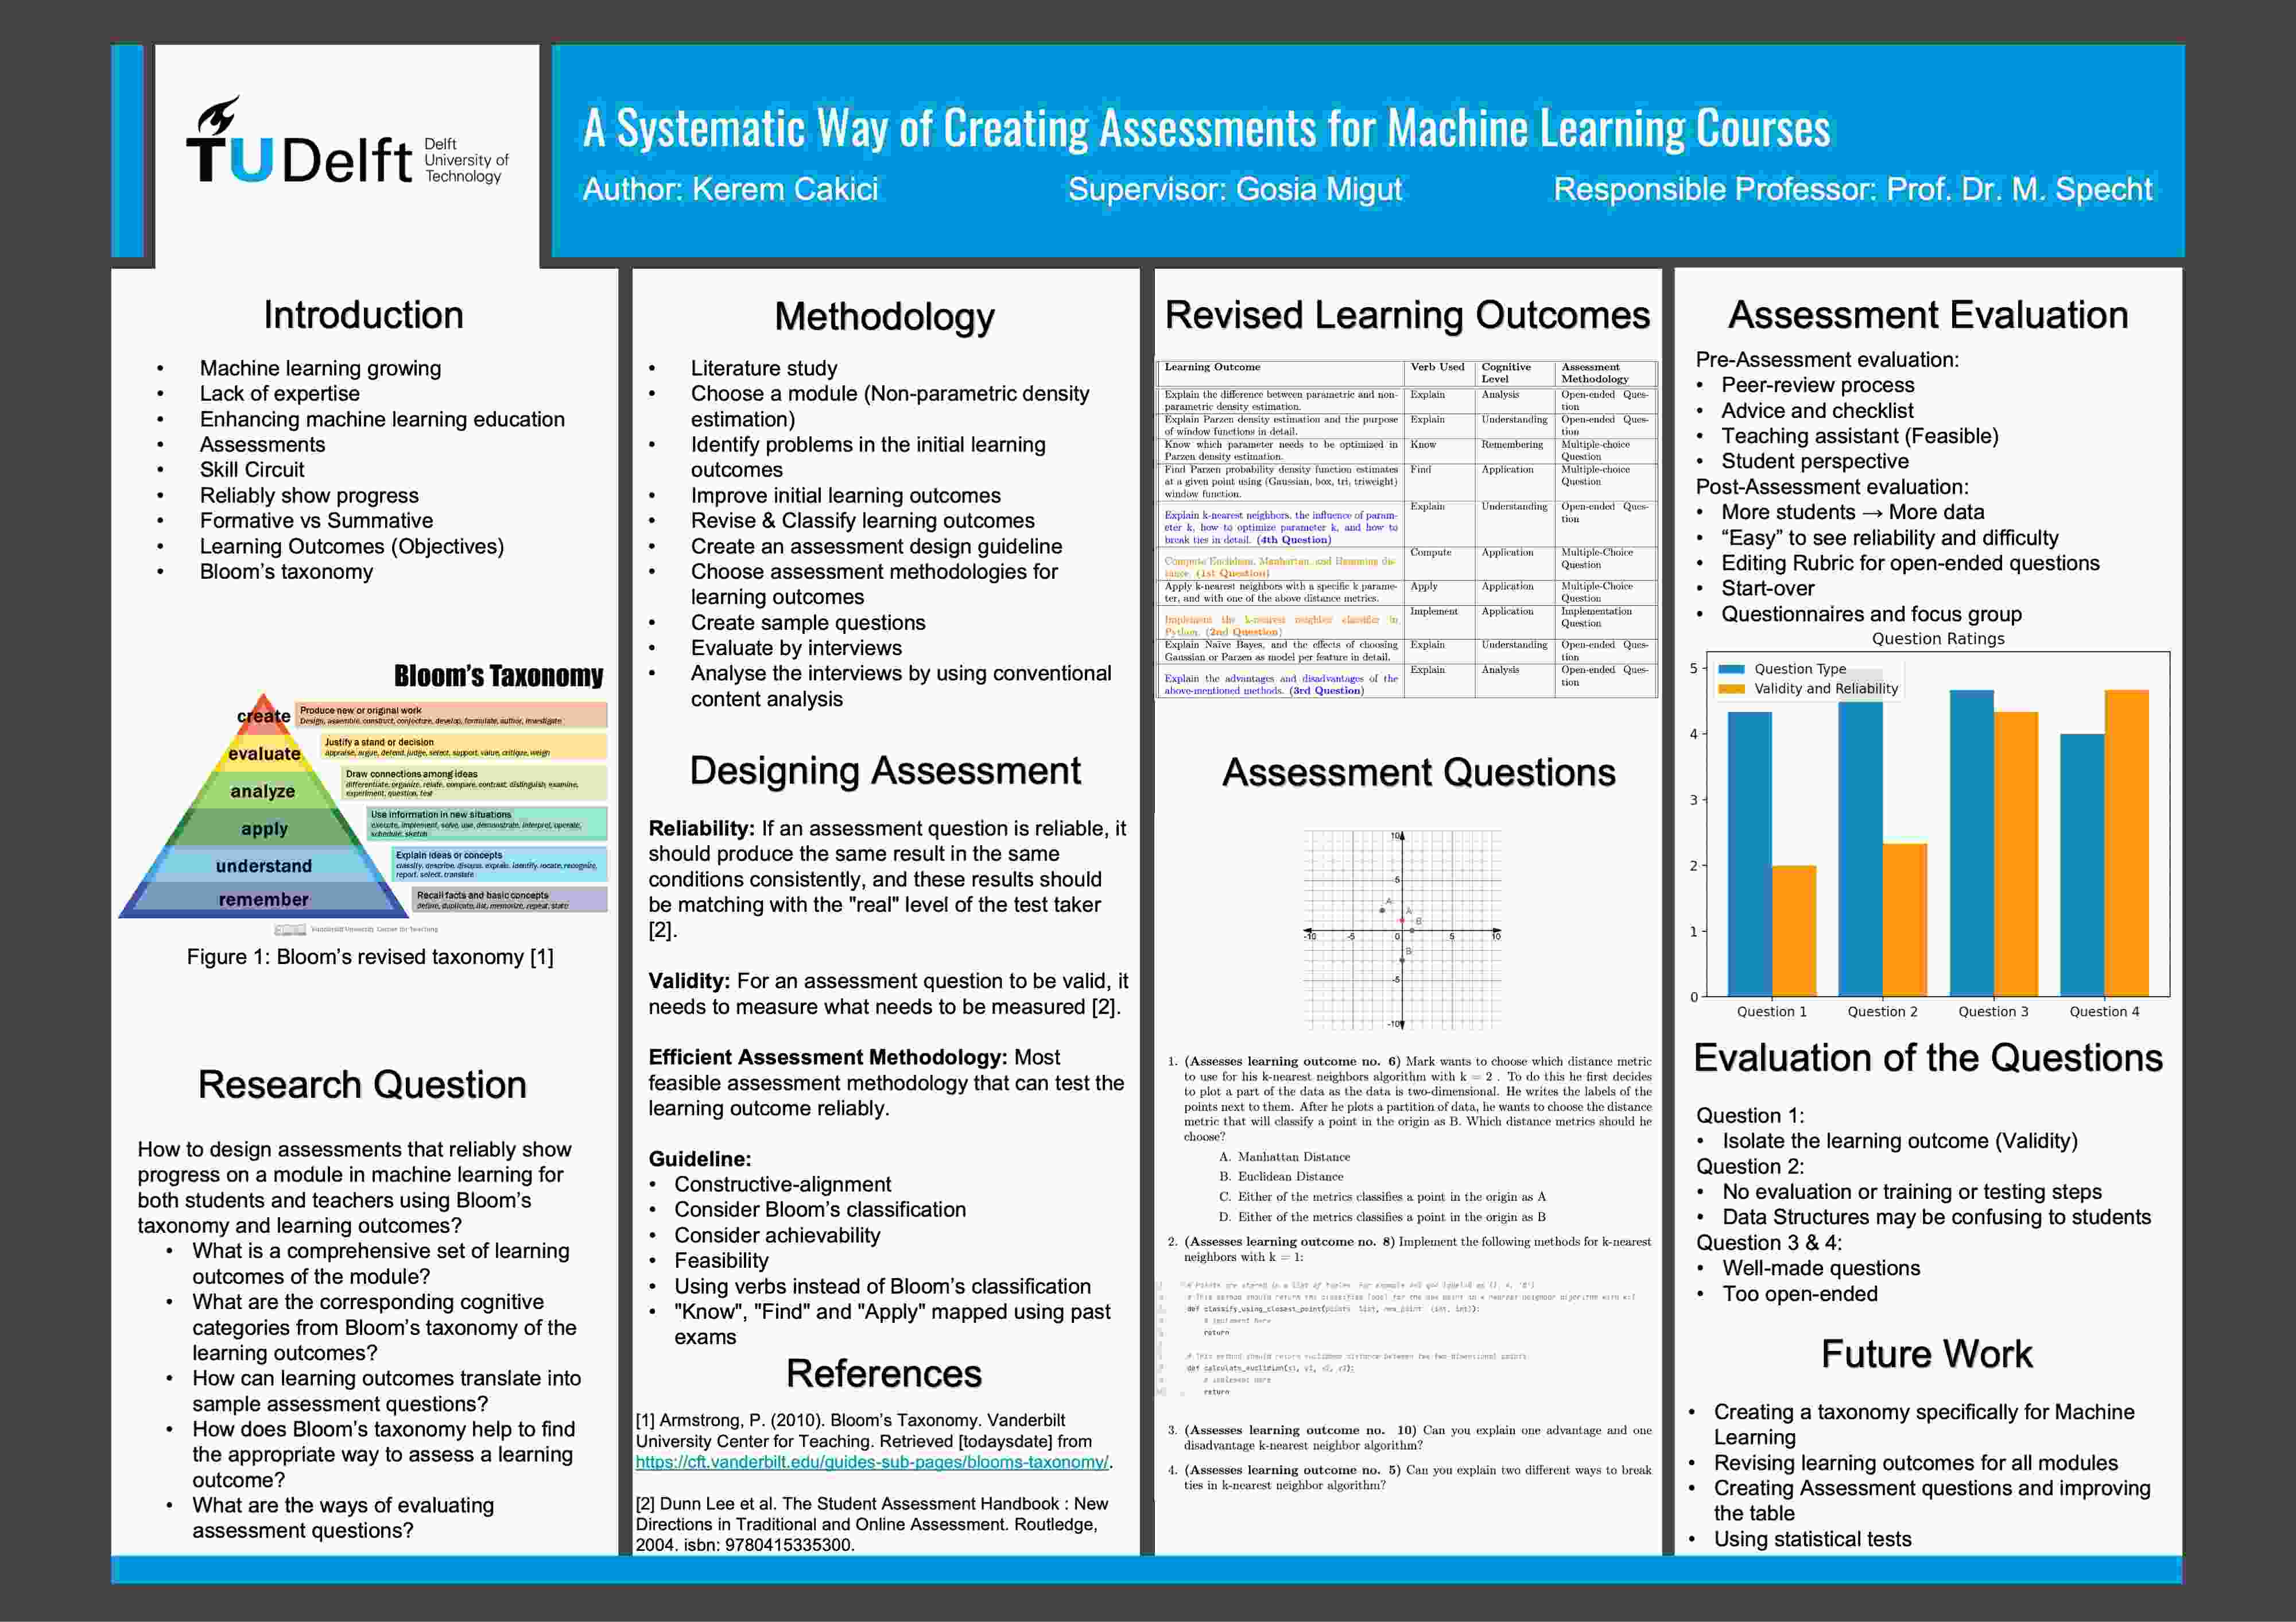 TU Delft
Delft
University of
Technology
A Systematic Way of Creating Assessments for Machine Learning Courses
Author: Kerem Cakici
Supervisor: Gosia Migut
Responsible Professor: Prof. Dr. M. Specht
Introduction
• Machine learning growing
• Lack of expertise
• Enhancing machine learning education
• Assessments
• Skill Circuit
• Reliably show progress
• Formative vs Summative
• Learning Outcomes (Objectives)
• Bloom's taxonomy
Bloom's Taxonomy
create
Produce new or original work
Design, assemble, construct, conjecture, develop, formulate, author, investigate
evaluate
Justify a stand or decision
appraise, argue, defend, judge, select, support, value, critique, weigh
analyze
Draw connections among ideas
differentiate, organize, relate, compare, contrast, distinguish, examine,
experiment, question, test
apply
Use information in new situations
execute, implement, solve, use, demonstrate, interpret, operate,
schedule, sketch
understand
Explain ideas or concepts
classify, describe, discuss, explain, identify, locate, recognize,
report, select, translate
remember
Recall facts and basic concepts
define, duplicate, list, memorize, repeat, state
Vanderbilt University Center for Teaching
Figure 1: Bloom's revised taxonomy [1]
Research Question
How to design assessments that reliably show
progress on a module in machine learning for
both students and teachers using Bloom's
taxonomy and learning outcomes?
• What is a comprehensive set of learning
outcomes of the module?
• What are the corresponding cognitive
categories from Bloom's taxonomy of the
learning outcomes?
• How can learning outcomes translate into
sample assessment questions?
• How does Bloom's taxonomy help to find
the appropriate way to assess a learning
outcome?
• What are the ways of evaluating
assessment questions?
Methodology
• Literature study
• Choose a module (Non-parametric density
estimation)
• Identify problems in the initial learning
outcomes
• Improve initial learning outcomes
• Revise & Classify learning outcomes
• Create an assessment design guideline
• Choose assessment methodologies for
learning outcomes
• Create sample questions
• Evaluate by interviews
• Analyse the interviews by using conventional
content analysis
Designing Assessment
Reliability: If an assessment question is reliable, it
should produce the same result in the same
conditions consistently, and these results should
be matching with the "real" level of the test taker
[2].
Validity: For an assessment question to be valid, it
needs to measure what needs to be measured [2].
Efficient Assessment Methodology: Most
feasible assessment methodology that can test the
learning outcome reliably.
Guideline:
• Constructive-alignment
• Consider Bloom's classification
• Consider achievability
• Feasibility
• Using verbs instead of Bloom's classification
• "Know", "Find" and "Apply" mapped using past
exams
References
[1] Armstrong, P. (2010). Bloom's Taxonomy. Vanderbilt
University Center for Teaching. Retrieved [todaysdate] from
https://cft.vanderbilt.edu/guides-sub-pages/blooms-taxonomy/.
[2] Dunn Lee et al. The Student Assessment Handbook : New
Directions in Traditional and Online Assessment. Routledge,
2004. isbn: 9780415335300.
Revised Learning Outcomes
Learning Outcome Verb Used Cognitive Level Assessment Methodology
Explain the difference between parametric and non-
parametric density estimation. Explain Analysis Open-ended Question
Explain Parzen density estimation and the purpose
of window functions in detail. Explain Understanding Open-ended Question
Know which parameter needs to be optimized in
Parzen density estimation. Know Remembering Multiple-choice Question
Find Parzen probability density function estimates
at a given point using (Gaussian, box, tri, triweight)
window function. Find Application Multiple-choice Question
Explain k-nearest neighbors, the influence of param-
eter k, how to optimize parameter k, and how to
break ties in detail. (4th Question) Explain Understanding Open-ended Question
Compute Euclidean, Manhattan, and Hamming dis-
tance. (1st Question) Compute Application Multiple-Choice Question
Apply k-nearest neighbors with a specific k parame-
ter, and with one of the above distance metrics. Apply Application Multiple-Choice Question
Implement the k-nearest neighbor classifier in
Python. (2nd Question) Implement Application Implementation Question
Explain Naïve Bayes, and the effects of choosing
Gaussian or Parzen as model per feature in detail. Explain Understanding Open-ended Question
Explain the advantages and disadvantages of the
above-mentioned methods. (3rd Question) Explain Analysis Open-ended Question
Assessment Questions
10
5
A
A
B
-10 -5 0 5 10
B
-5
-10
1. (Assesses learning outcome no. 6) Mark wants to choose which distance metric
to use for his k-nearest neighbors algorithm with k = 2 . To do this he first decides
to plot a part of the data as the data is two-dimensional. He writes the labels of the
points next to them. After he plots a partition of data, he wants to choose the distance
metric that will classify a point in the origin as B. Which distance metrics should he
choose?
A. Manhattan Distance
B. Euclidean Distance
C. Either of the metrics classifies a point in the origin as A
D. Either of the metrics classifies a point in the origin as B
2. (Assesses learning outcome no. 8) Implement the following methods for k-nearest
neighbors with k = 1:
def classify_using_closest_point(points: list, new_point: (int, int)):
# implement here
return
# This method should return euclidean distance between two two-dimensional points
# implement here
return
3. (Assesses learning outcome no. 10) Can you explain one advantage and one
disadvantage k-nearest neighbor algorithm?
4. (Assesses learning outcome no. 5) Can you explain two different ways to break
ties in k-nearest neighbor algorithm?
Assessment Evaluation
Pre-Assessment evaluation:
• Peer-review process
• Advice and checklist
• Teaching assistant (Feasible)
• Student perspective
Post-Assessment evaluation:
• More students → More data
• "Easy" to see reliability and difficulty
• Editing Rubric for open-ended questions
• Start-over
• Questionnaires and focus group
Question Ratings
Question Type
Validity and Reliability
5
4
3
2
1
0
Question 1 Question 2 Question 3 Question 4
Evaluation of the Questions
Question 1:
• Isolate the learning outcome (Validity)
Question 2:
• No evaluation or training or testing steps
• Data Structures may be confusing to students
Question 3 & 4:
• Well-made questions
• Too open-ended
Future Work
• Creating a taxonomy specifically for Machine
Learning
• Revising learning outcomes for all modules
• Creating Assessment questions and improving
the table
• Using statistical tests